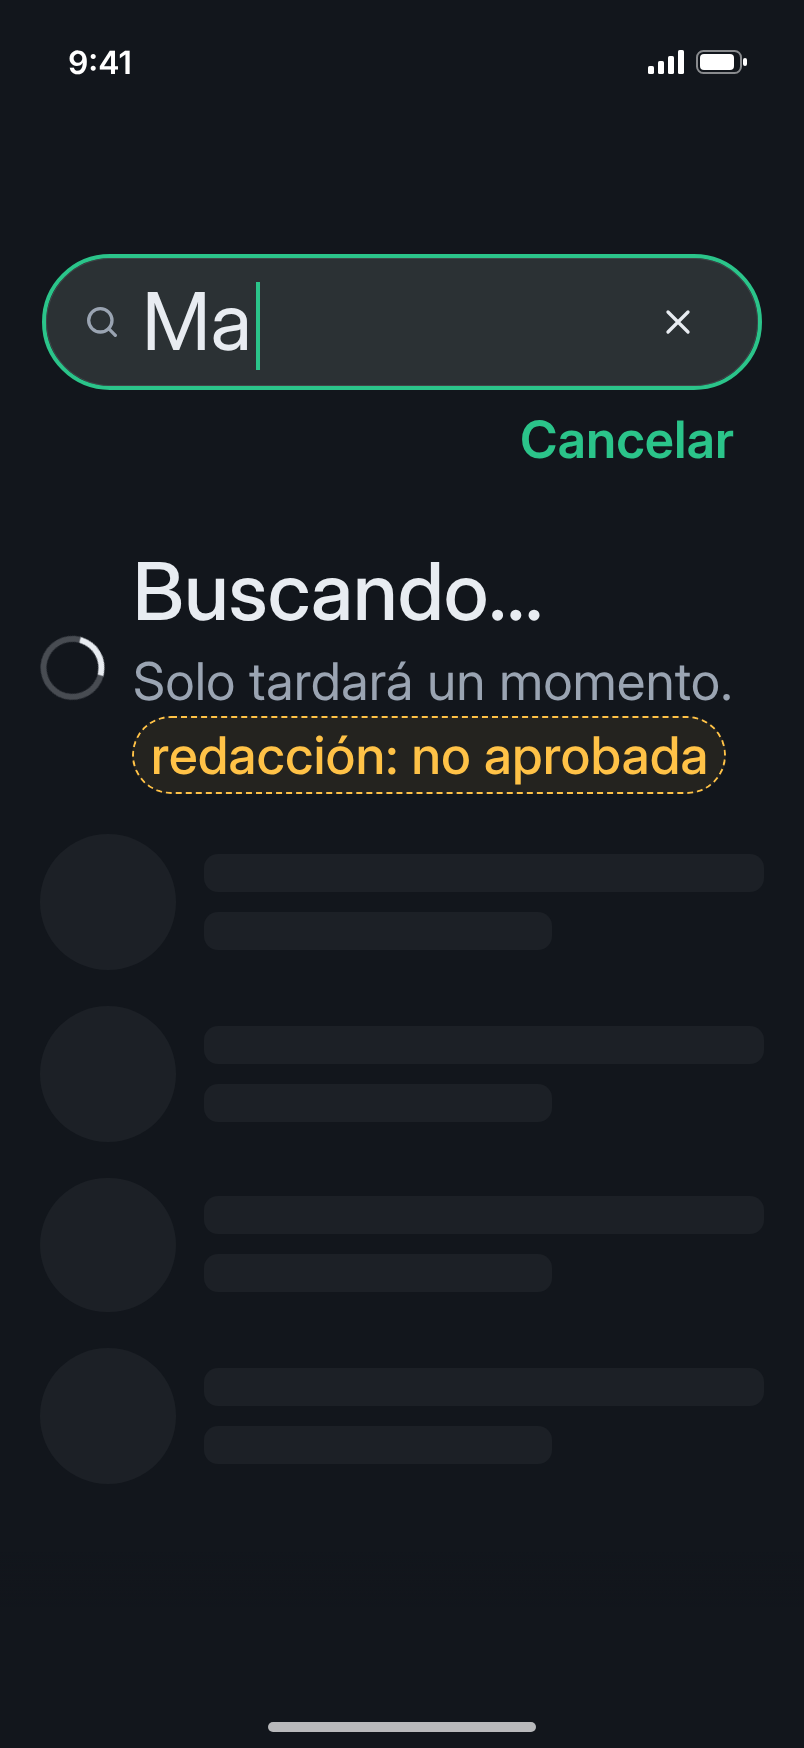 9:41
Ma
Cancelar
Buscando...
Solo tardará un momento.
redacción: no aprobada